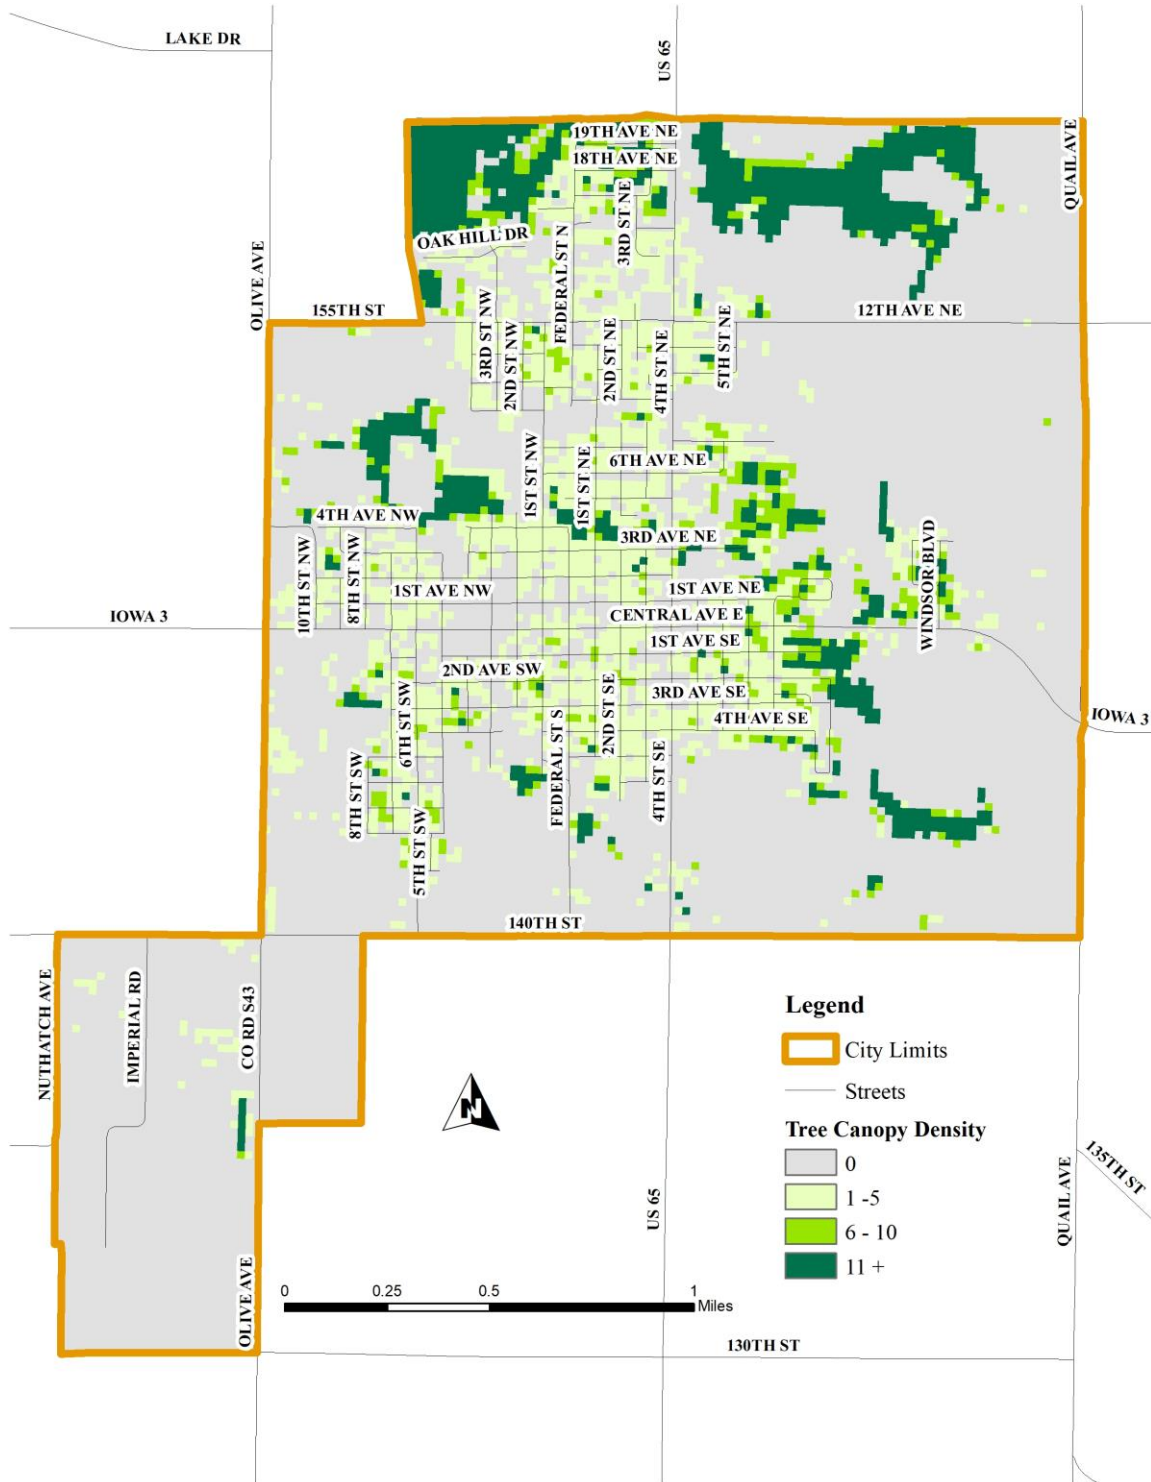 LAKE DR
US 65
19TH AVE NE
18TH AVE NE
QUAIL AVE
3RD ST NE
OAK HILL DR
FEDERAL ST N
OLIVE AVE
155TH ST
12TH AVE NE
3RD ST NW
2ND ST NW
2ND ST NE
4TH ST NE
5TH ST NE
1ST ST NW
1ST ST NE
6TH AVE NE
4TH AVE NW
3RD AVE NE
WINDSOR BLVD
10TH ST NW
8TH ST NW
1ST AVE NW
1ST AVE NE
IOWA 3
CENTRAL AVE E
1ST AVE SE
2ND AVE SW
6TH ST SW
2ND ST SE
3RD AVE SE
4TH AVE SE
IOWA 3
8TH ST SW
FEDERAL ST S
4TH ST SE
5TH ST SW
140TH ST
NUTHATCH AVE
IMPERIAL RD
CO RD S43
Legend
City Limits
Streets
N
Tree Canopy Density
0
1 -5
6 - 10
11 +
US 65
QUAIL AVE
135TH ST
OLIVE AVE
0 0.25 0.5 1
Miles
130TH ST